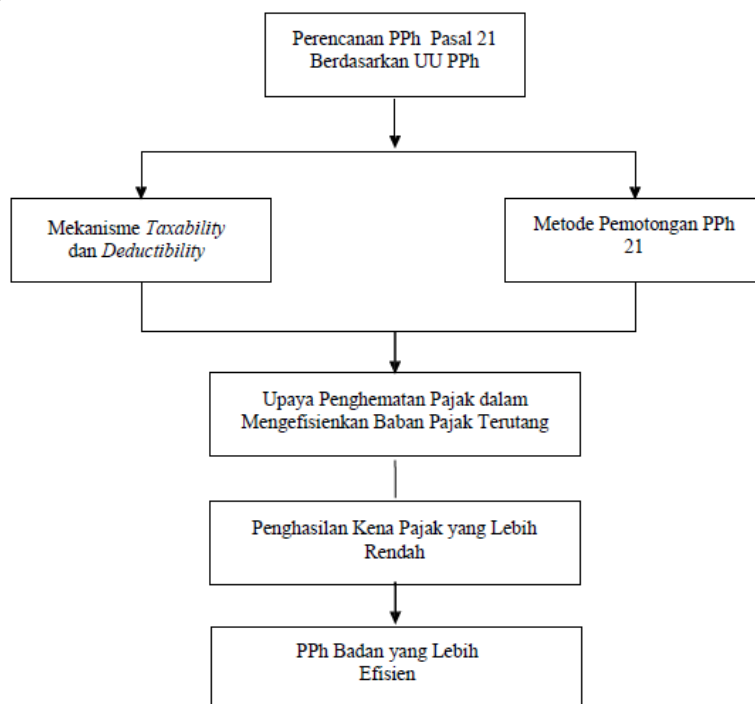 Perencanan PPh Pasal 21
Berdasarkan UU PPh
Mekanisme Taxability
dan Deductibility
Metode Pemotongan PPh
21
Upaya Penghematan Pajak dalam
Mengefisienkan Baban Pajak Terutang
Penghasilan Kena Pajak yang Lebih
Rendah
PPh Badan yang Lebih
Efisien